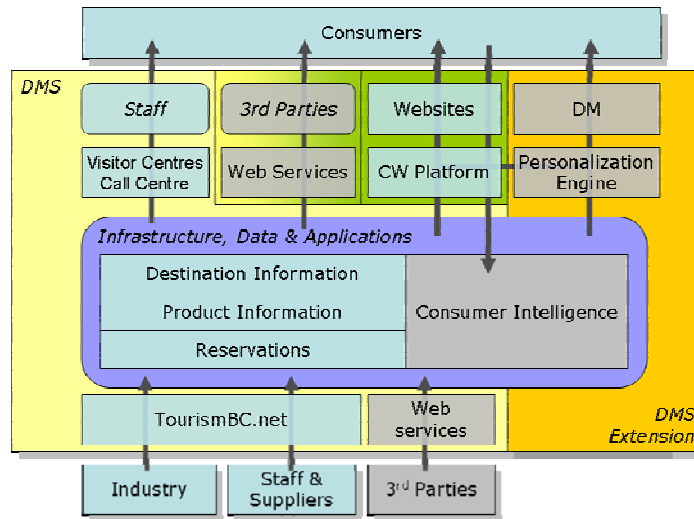 Consumers
DMS
Staff
3rd Parties
Websites
DM
Visitor Centres
Call Centre
Web Services
CW Platform
Personalization
Engine
Infrastructure, Data & Applications
Destination Information
Product Information
Consumer Intelligence
Reservations
TourismBC.net
Web
services
DMS
Extension
Industry
Staff &
Suppliers
3rd Parties